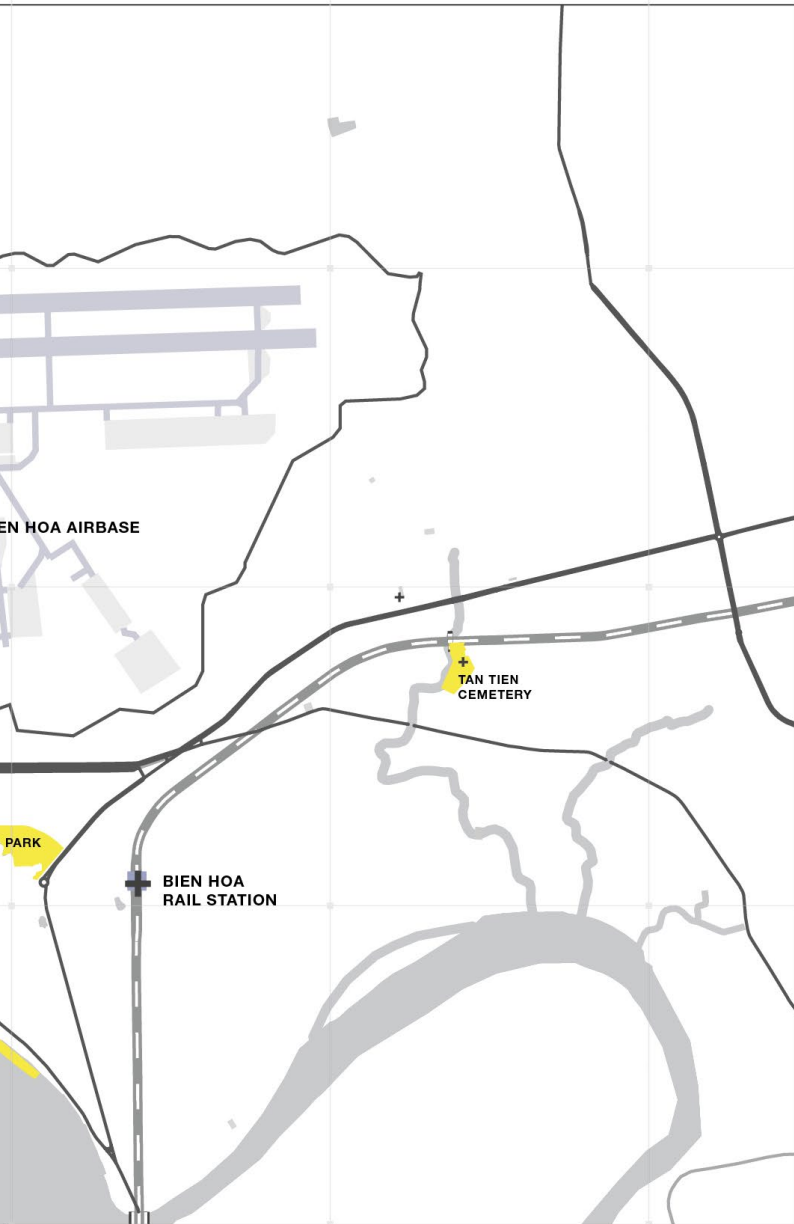 EN HOA AIRBASE
TAN TIEN
CEMETERY
PARK
BIEN HOA
RAIL STATION